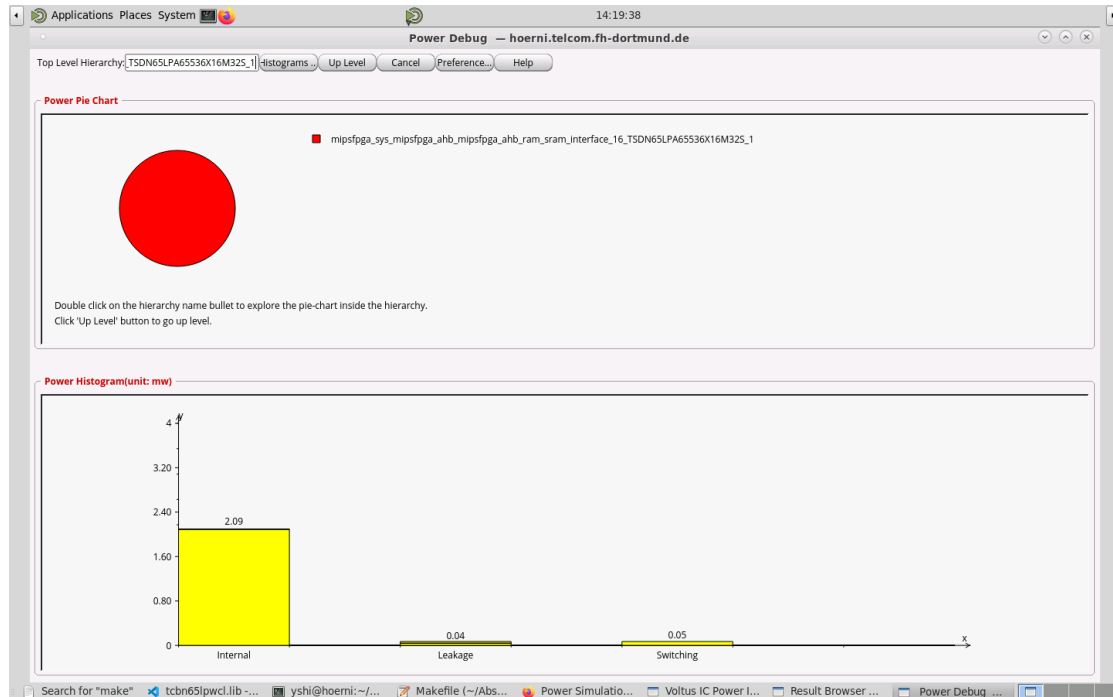 Applications Places System 14:19:38
Power Debug — hoerni.telcom.fh-dortmund.de
Top Level Hierarchy: TSDN65LPA65536X16M32S_1 Histograms .. Up Level Cancel Preference... Help
Power Pie Chart
mipsfpga_sys_mipsfpga_ahb_mipsfpga_ahb_ram_sram_interface_16_TSDN65LPA65536X16M32S_1
Double click on the hierarchy name bullet to explore the pie-chart inside the hierarchy.
Click 'Up Level' button to go up level.
Power Histogram(unit: mw)
y
4
3.20
2.40
2.09
1.60
0.80
0.04 0.05 x
0
Internal Leakage Switching
Search for "make" tcbn65lpwcl.lib -... yshi@hoerni:~/... Makefile (~/Abs... Power Simulatio... Voltus IC Power I... Result Browser ... Power Debug ...